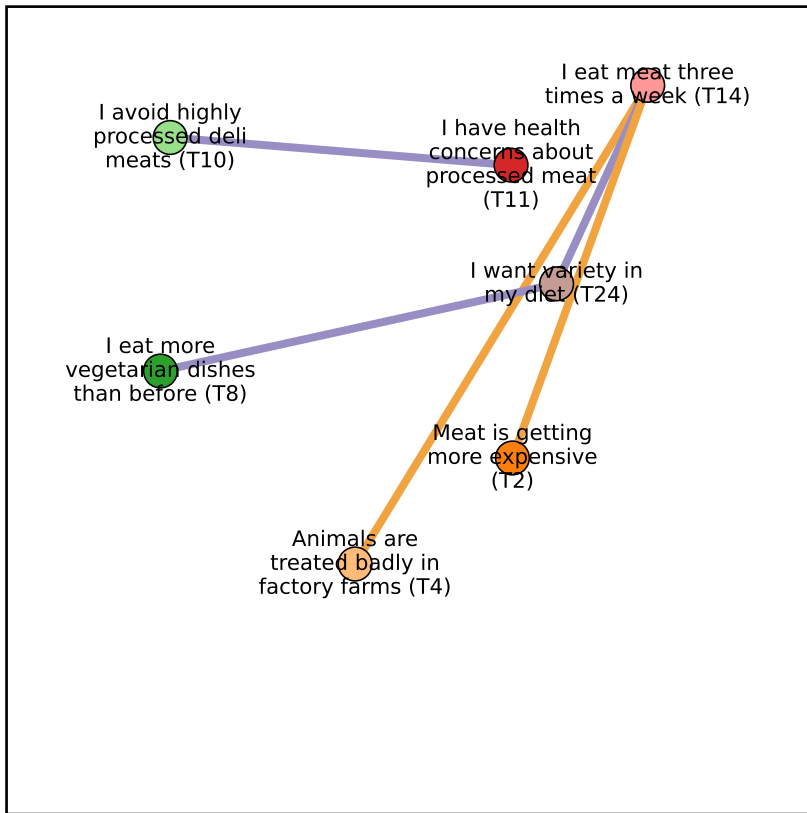 I eat meat three
times a week (T14)
I avoid highly
processed deli
meats (T10)
I have health
concerns about
processed meat
(T11)
I want variety in
my diet (T24)
I eat more
vegetarian dishes
than before (T8)
Meat is getting
more expensive
(T2)
Animals are
treated badly in
factory farms (T4)